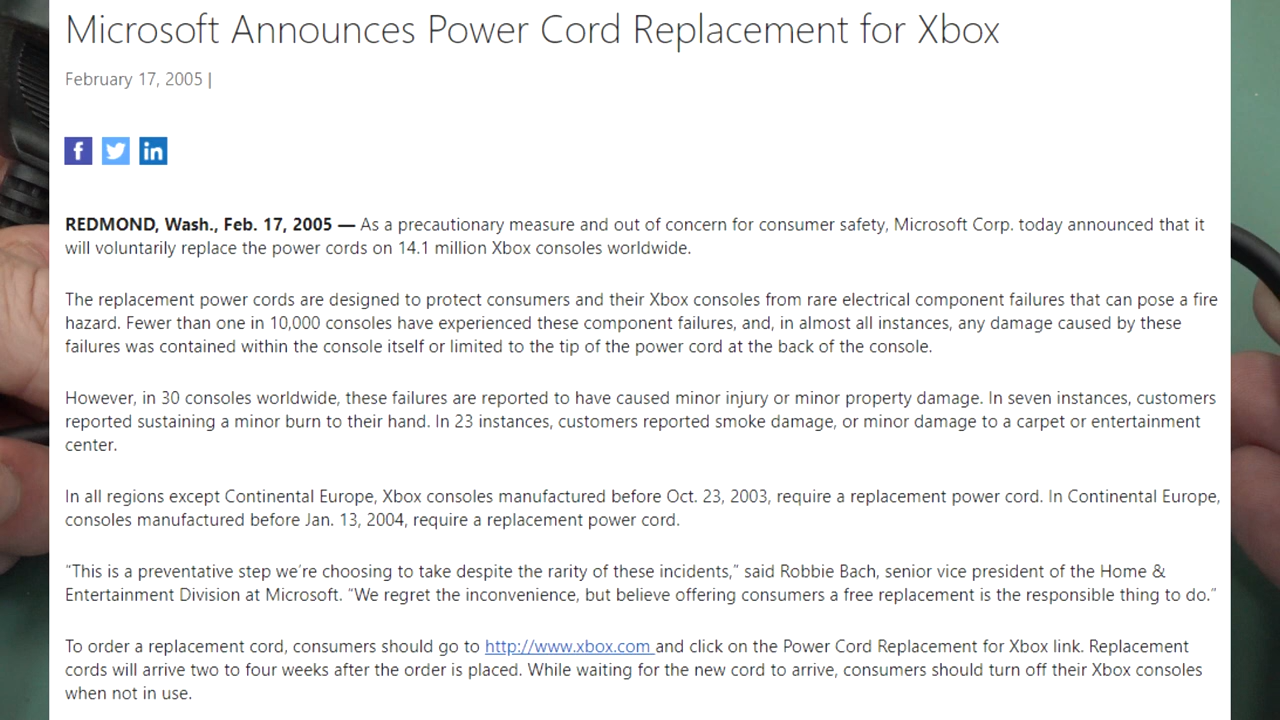 Microsoft Announces Power Cord Replacement for Xbox
February 17, 2005 |
f in
REDMOND, Wash., Feb. 17, 2005 — As a precautionary measure and out of concern for consumer safety, Microsoft Corp. today announced that it
will voluntarily replace the power cords on 14.1 million Xbox consoles worldwide.
The replacement power cords are designed to protect consumers and their Xbox consoles from rare electrical component failures that can pose a fire
hazard. Fewer than one in 10,000 consoles have experienced these component failures, and, in almost all instances, any damage caused by these
failures was contained within the console itself or limited to the tip of the power cord at the back of the console.
However, in 30 consoles worldwide, these failures are reported to have caused minor injury or minor property damage. In seven instances, customers
reported sustaining a minor burn to their hand. In 23 instances, customers reported smoke damage, or minor damage to a carpet or entertainment
center.
In all regions except Continental Europe, Xbox consoles manufactured before Oct. 23, 2003, require a replacement power cord. In Continental Europe,
consoles manufactured before Jan. 13, 2004, require a replacement power cord.
“This is a preventative step we’re choosing to take despite the rarity of these incidents,” said Robbie Bach, senior vice president of the Home &
Entertainment Division at Microsoft. “We regret the inconvenience, but believe offering consumers a free replacement is the responsible thing to do.”
To order a replacement cord, consumers should go to http://www.xbox.com and click on the Power Cord Replacement for Xbox link. Replacement
cords will arrive two to four weeks after the order is placed. While waiting for the new cord to arrive, consumers should turn off their Xbox consoles
when not in use.